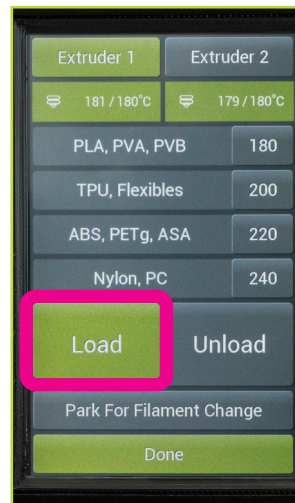 Extruder 1 Extruder 2
181 / 180°C 179 / 180°C
PLA, PVA, PVB 180
TPU, Flexibles 200
ABS, PETg, ASA 220
Nylon, PC 240
Load Unload
Park For Filament Change
Done